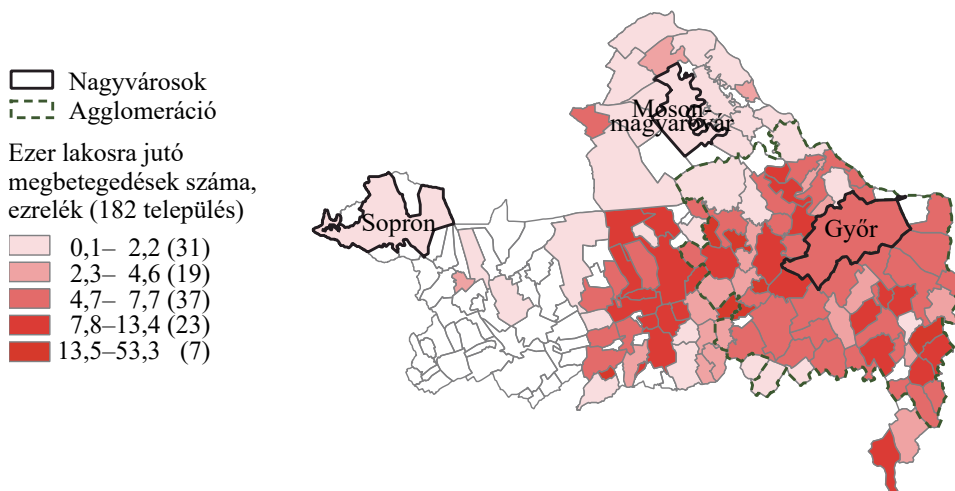 Nagyvárosok
Agglomeráció
Ezer lakosra jutó
megbetegedések száma,
ezrelék (182 település)
0,1– 2,2 (31)
2,3– 4,6 (19)
4,7– 7,7 (37)
7,8–13,4 (23)
13,5–53,3 (7)
Moson-
magyaróvár
Sopron
Győr